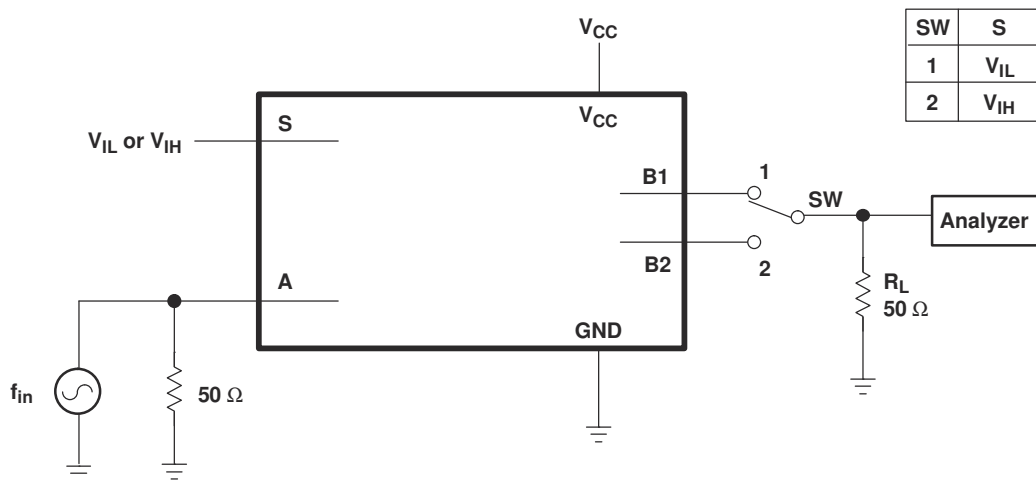 SW S
1 VIL
2 VIH
VCC
VCC
S
VIL or VIH
B1
1
SW
Analyzer
B2
2
A
RL
50 Ω
GND
fin
50 Ω